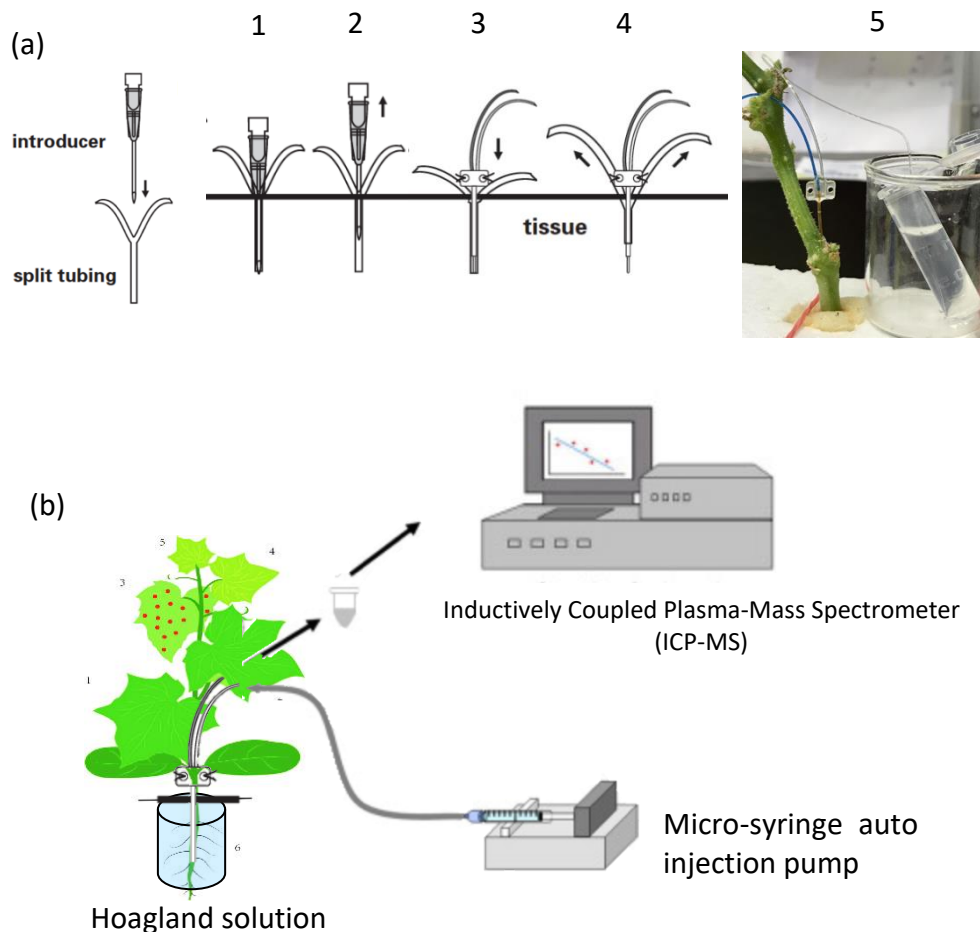 (a)
1
2
3
4
5
introducer
split tubing
tissue
(b)
5
4
3
1
6
Inductively Coupled Plasma-Mass Spectrometer
(ICP-MS)
Micro-syringe auto
injection pump
Hoagland solution